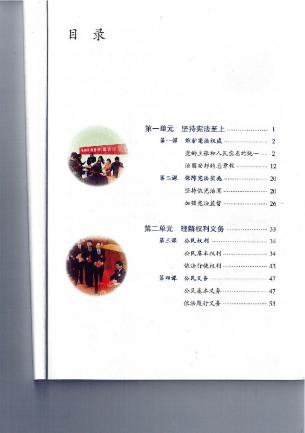 目 录
第一单元 坚持宪法至上 1
第一课 维护宪法权威 2
党的主张和人民意志的统一 2
治国安邦的总章程 12
第二课 保障宪法实施 20
坚持依宪治国 20
加强宪法监督 26
第二单元 理解权利义务 33
第三课 公民权利 34
公民基本权利 34
依法行使权利 43
第四课 公民义务 47
公民基本义务 47
依法履行义务 53